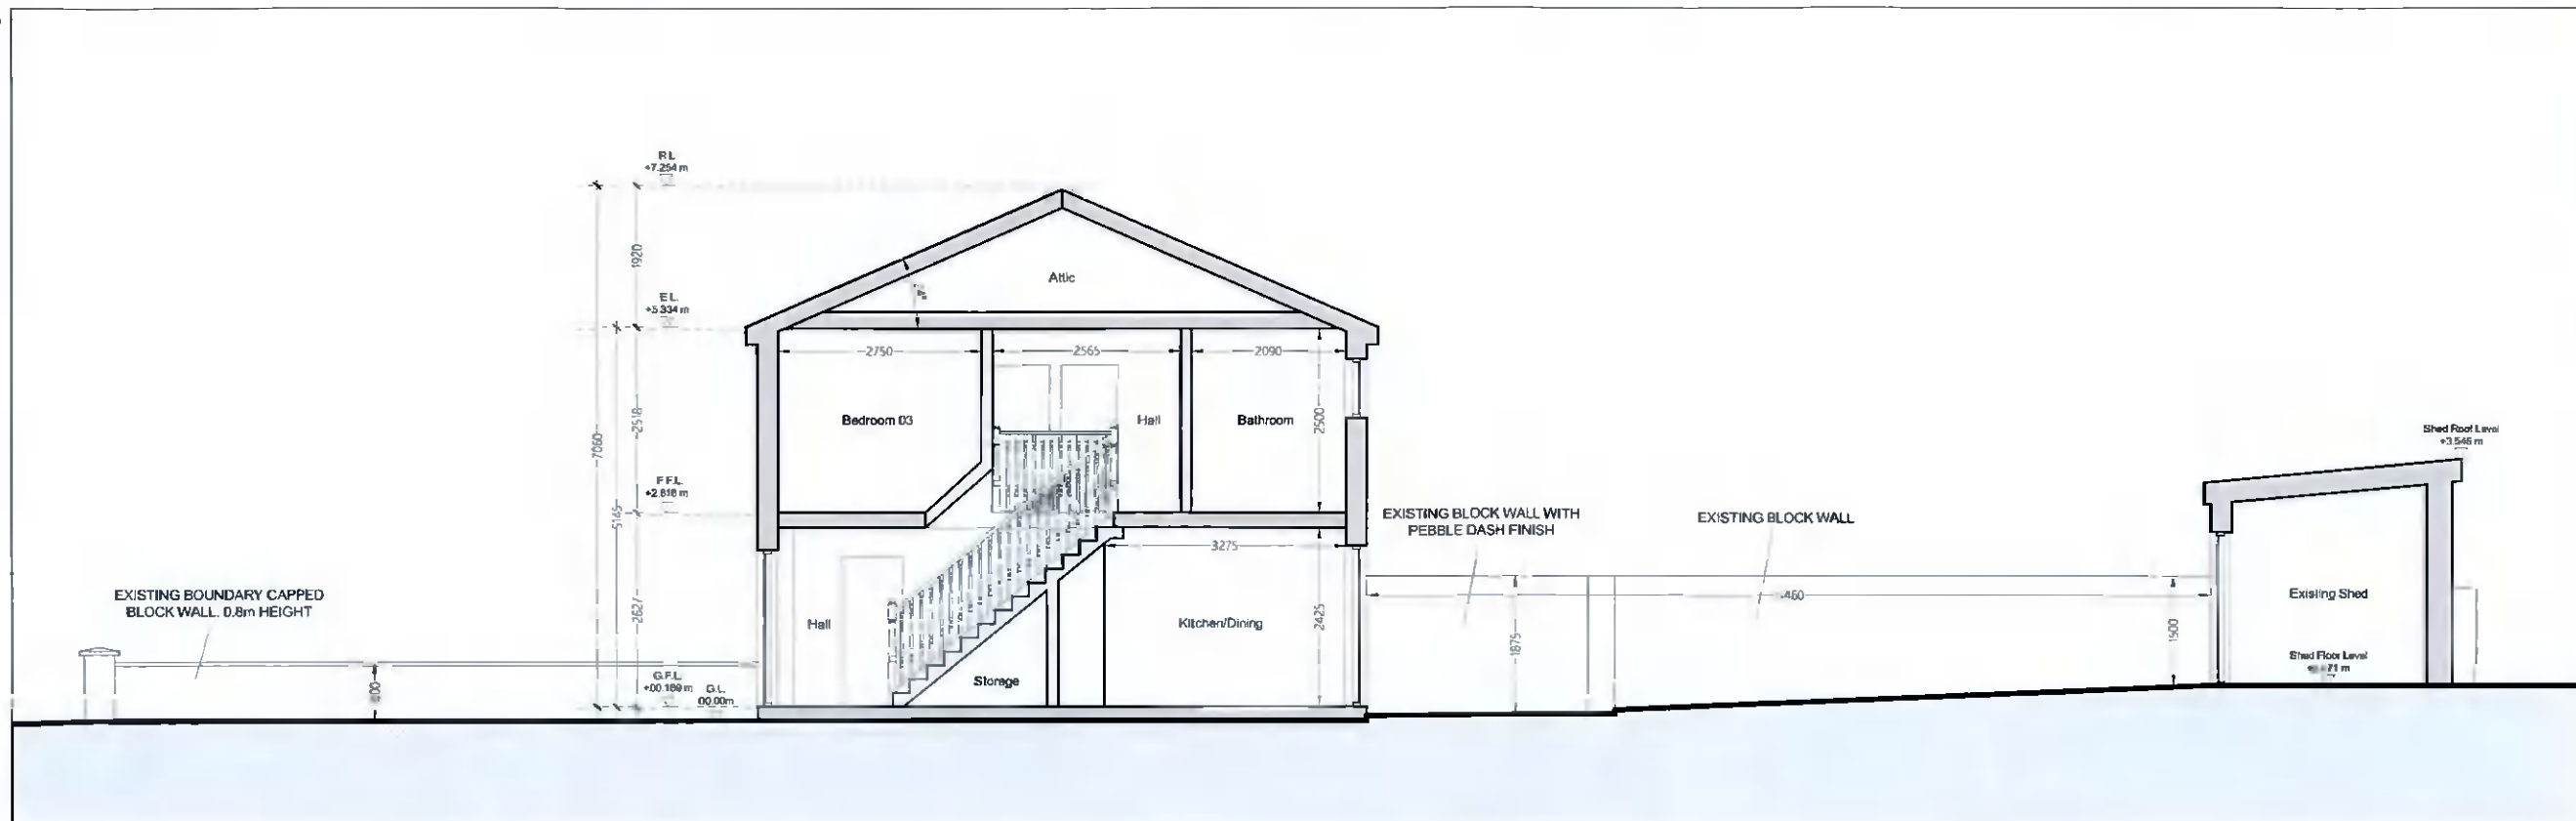 R.L.
+7.254 m
1920
E.L.
+5.334 m
Attic
2750
2565
2090
Bedroom 03
Hall
Bathroom
2500
2518
7060
5145
F.F.L.
+2.816 m
Shed Roof Level
+3.546 m
EXISTING BLOCK WALL WITH
PEBBLE DASH FINISH
EXISTING BLOCK WALL
3275
EXISTING BOUNDARY CAPPED
BLOCK WALL. 0.8m HEIGHT
2627
Hall
Kitchen/Dining
2425
1875
1500
Existing Shed
Shed Floor Level
Storage
800
G.F.L.
+00.189 m
G.L.
00.00m